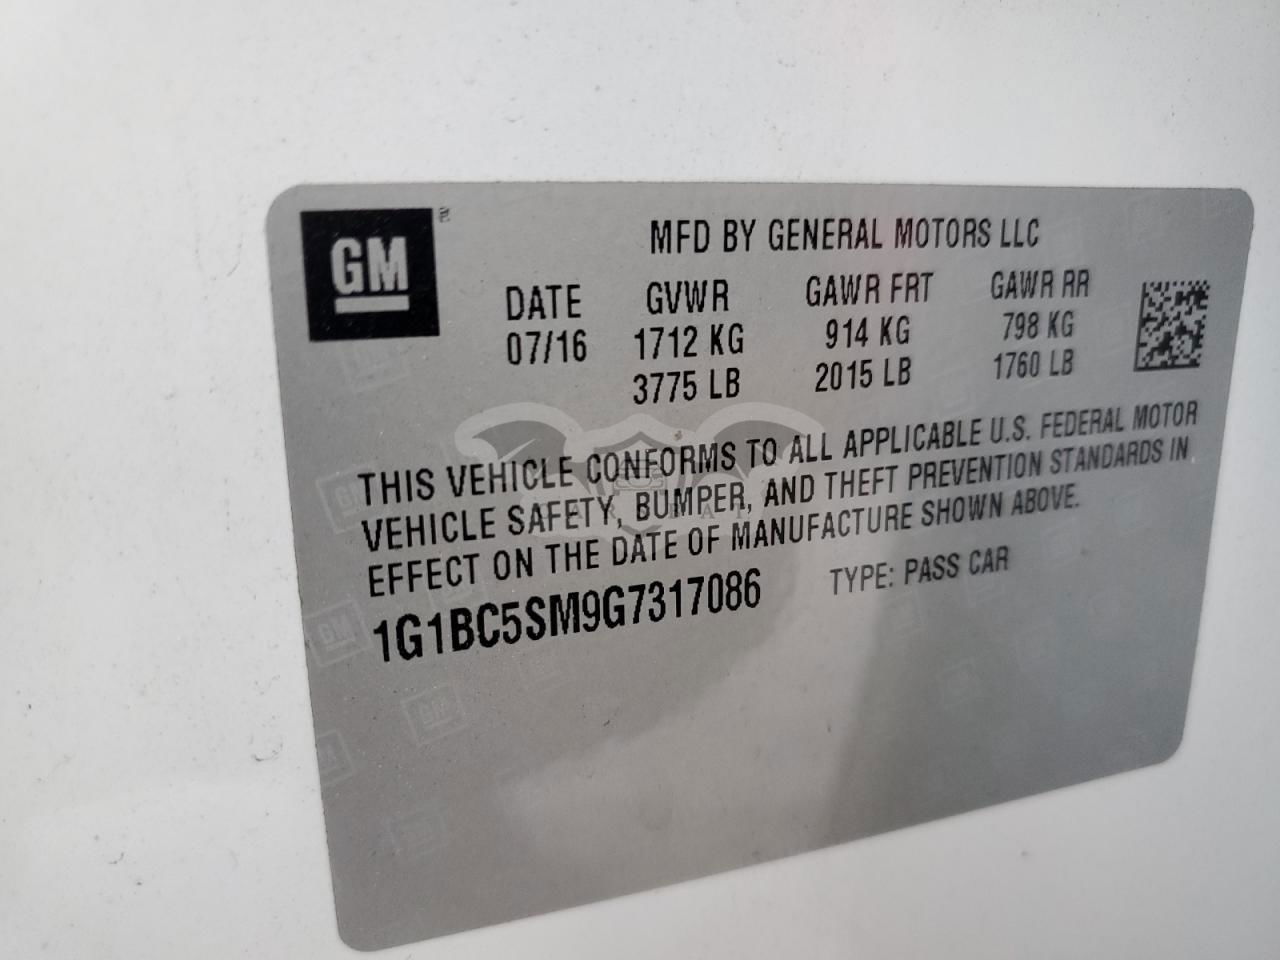 GM
MFD BY GENERAL MOTORS LLC
DATE GVWR GAWR FRT GAWR RR
07/16 1712 KG 914 KG 798 KG
3775 LB 2015 LB 1760 LB
THIS VEHICLE CONFORMS TO ALL APPLICABLE U.S. FEDERAL MOTOR
VEHICLE SAFETY, BUMPER, AND THEFT PREVENTION STANDARDS IN
EFFECT ON THE DATE OF MANUFACTURE SHOWN ABOVE.
1G1BC5SM9G7317086 TYPE: PASS CAR